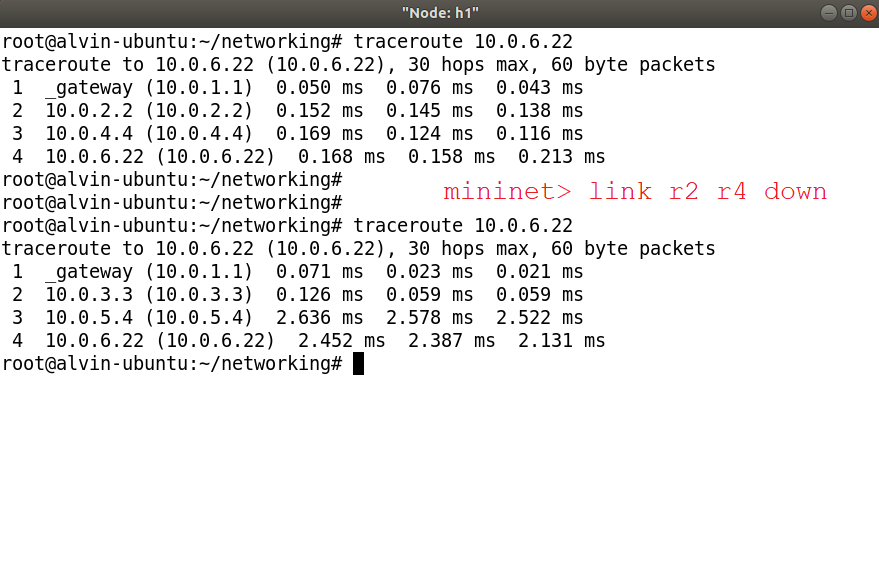 "Node: h1"
root@alvin-ubuntu:~/networking# traceroute 10.0.6.22
traceroute to 10.0.6.22 (10.0.6.22), 30 hops max, 60 byte packets
 1  _gateway (10.0.1.1)  0.050 ms  0.076 ms  0.043 ms
 2  10.0.2.2 (10.0.2.2)  0.152 ms  0.145 ms  0.138 ms
 3  10.0.4.4 (10.0.4.4)  0.169 ms  0.124 ms  0.116 ms
 4  10.0.6.22 (10.0.6.22)  0.168 ms  0.158 ms  0.213 ms
root@alvin-ubuntu:~/networking#
mininet> link r2 r4 down
root@alvin-ubuntu:~/networking#
root@alvin-ubuntu:~/networking# traceroute 10.0.6.22
traceroute to 10.0.6.22 (10.0.6.22), 30 hops max, 60 byte packets
 1  _gateway (10.0.1.1)  0.071 ms  0.023 ms  0.021 ms
 2  10.0.3.3 (10.0.3.3)  0.126 ms  0.059 ms  0.059 ms
 3  10.0.5.4 (10.0.5.4)  2.636 ms  2.578 ms  2.522 ms
 4  10.0.6.22 (10.0.6.22)  2.452 ms  2.387 ms  2.131 ms
root@alvin-ubuntu:~/networking#